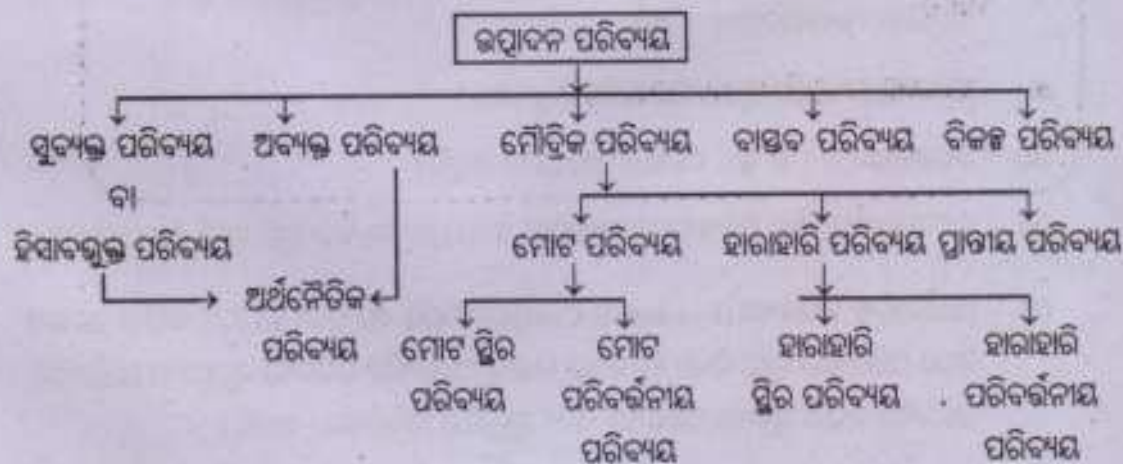 ଉତ୍ପାଦନ ପରିବ୍ୟୟ
ସୁବ୍ୟକ୍ତ ପରିବ୍ୟୟ ଅବ୍ୟକ୍ତ ପରିବ୍ୟୟ ମୌଦ୍ରିକ ପରିବ୍ୟୟ ବାସ୍ତବ ପରିବ୍ୟୟ ବିକଳ୍ପ ପରିବ୍ୟୟ
ବା
ହିସାବଭୁକ୍ତ ପରିବ୍ୟୟ ମୋଟ ପରିବ୍ୟୟ ହାରାହାରି ପରିବ୍ୟୟ ପ୍ରାନ୍ତୀୟ ପରିବ୍ୟୟ
ଅର୍ଥନୈତିକ
ପରିବ୍ୟୟ ମୋଟ ସ୍ଥିର ମୋଟ ହାରାହାରି ହାରାହାରି
ପରିବ୍ୟୟ ପରିବର୍ତ୍ତନୀୟ ସ୍ଥିର ପରିବ୍ୟୟ ପରିବର୍ତ୍ତନୀୟ
ପରିବ୍ୟୟ ପରିବ୍ୟୟ